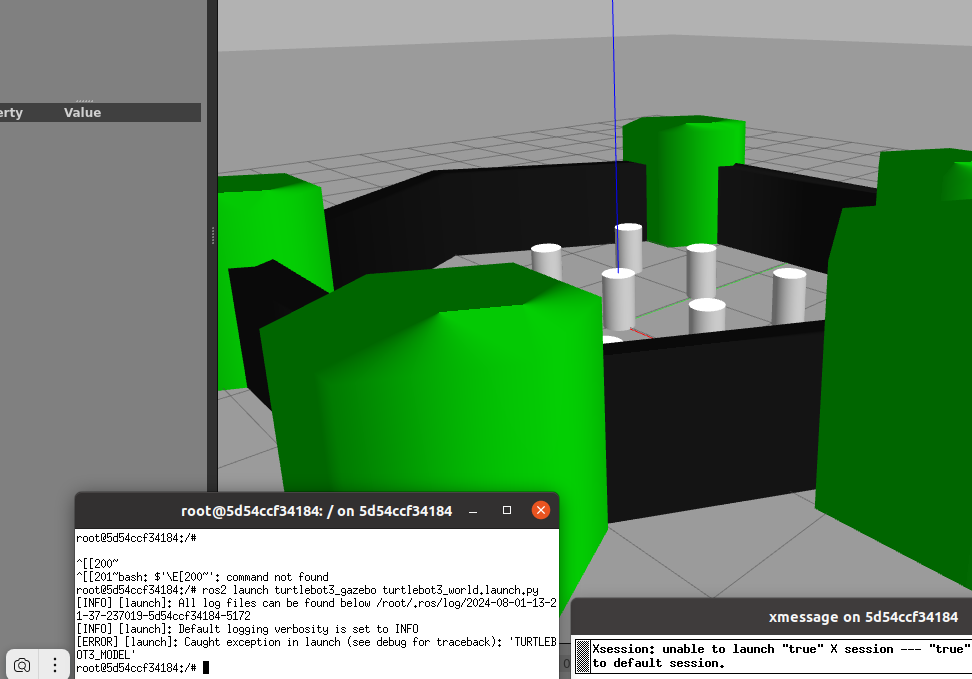 erty Value
root@5d54ccf34184: / on 5d54ccf34184
root@5d54ccf34184:/#
^[[200~
^[[201~bash: $'\E[200~': command not found
root@5d54ccf34184:/# ros2 launch turtlebot3_gazebo turtlebot3_world.launch.py
[INFO] [launch]: All log files can be found below /root/.ros/log/2024-08-01-13-2
1-37-237019-5d54ccf34184-5172
[INFO] [launch]: Default logging verbosity is set to INFO
[ERROR] [launch]: Caught exception in launch (see debug for traceback): 'TURTLEB
OT3_MODEL'
root@5d54ccf34184:/#
xmessage on 5d54ccf34184
Xsession: unable to launch "true" X session --- "true"
to default session.